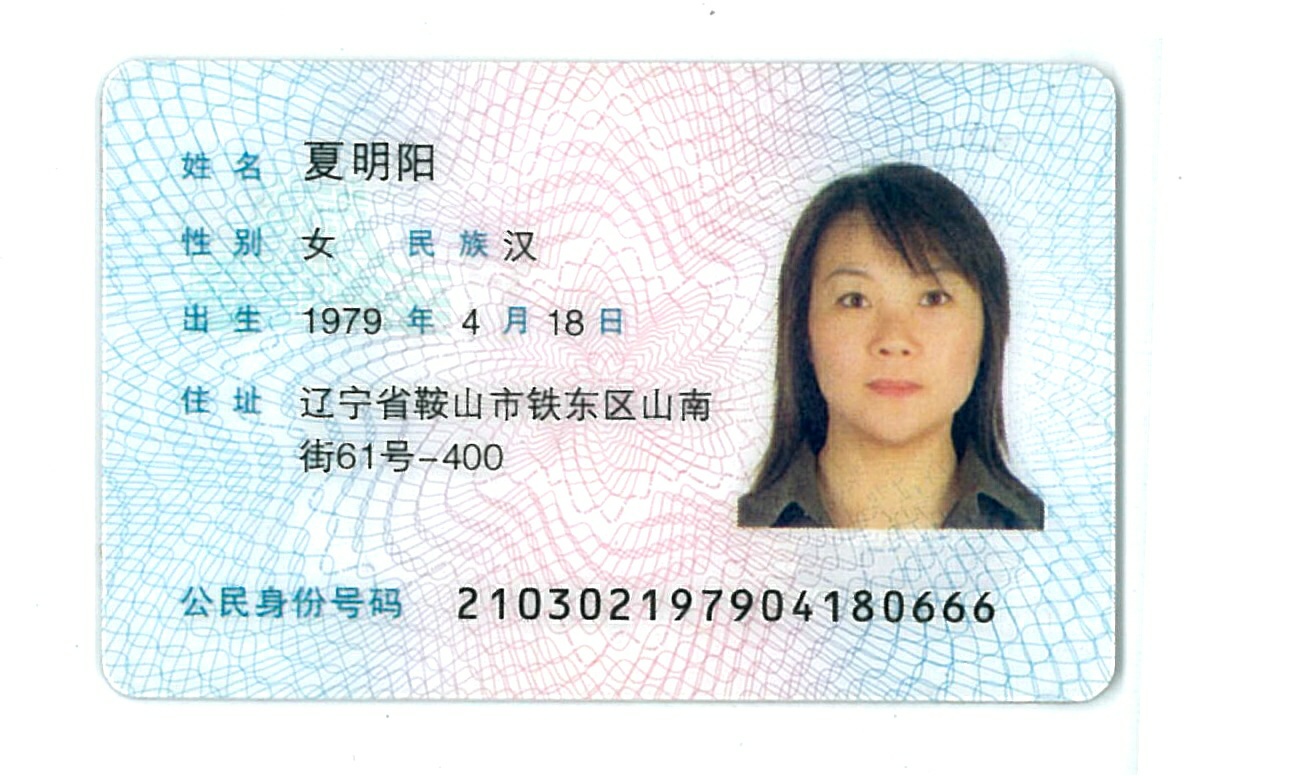 姓名 夏明阳
性别 女 民族 汉
出生 1979 年 4 月 18 日
住址 辽宁省鞍山市铁东区山南
街61号-400
公民身份号码 210302197904180666